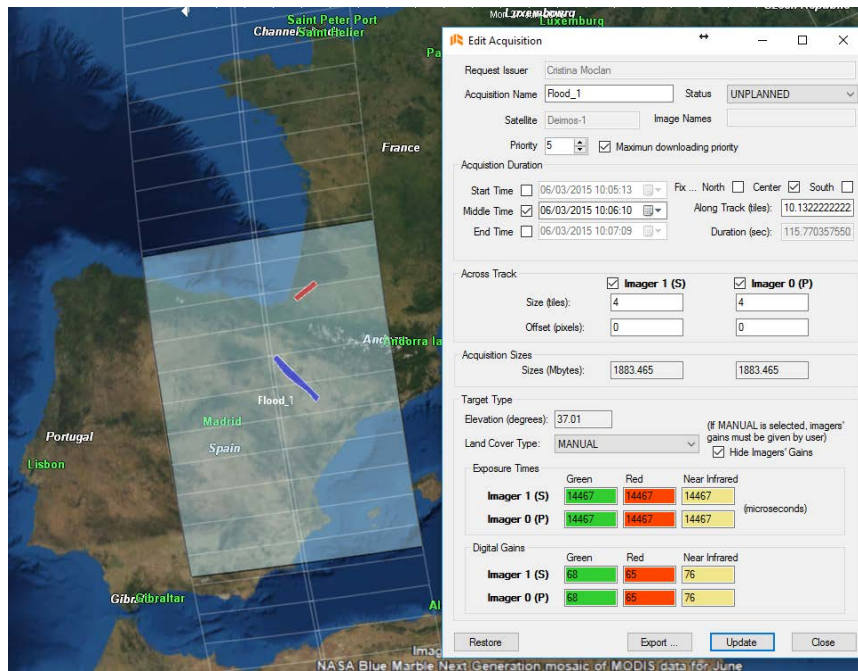 Mon
Luxembourg
Luxemburg
Saint Peter Port
Saint Helier
Pa
France
Andorra la
Flood_1
Madrid
Spain
Portugal
Lisbon
Gibraltar
Al
Imag
NASA Blue Marble Next Generation mosaic of MODIS data for June
Edit Acquisition
Request Issuer Cristina Moclan
Acquisition Name Flood_1 Status UNPLANNED
Satellite Deimos-1 Image Names
Priority 5 Maximun downloading priority
Acquistion Duration
Start Time 06/03/2015 10:05:13 Fix ... North Center South
Middle Time 06/03/2015 10:06:10 Along Track (tiles): 10.1322222222
End Time 06/03/2015 10:07:09 Duration (sec): 115.770357550
Across Track
Imager 1 (S) Imager 0 (P)
Size (tiles): 4 4
Offset (pixels): 0 0
Acquisition Sizes
Sizes (Mbytes): 1883.465 1883.465
Target Type
Elevation (degrees): 37.01
(If MANUAL is selected, imagers' gains must be given by user)
Land Cover Type: MANUAL
Hide Imagers' Gains
Exposure Times
Green Red Near Infrared
Imager 1 (S) 14467 14467 14467
Imager 0 (P) 14467 14467 14467
(microseconds)
Digital Gains
Green Red Near Infrared
Imager 1 (S) 68 65 76
Imager 0 (P) 68 65 76
Restore Export ... Update Close